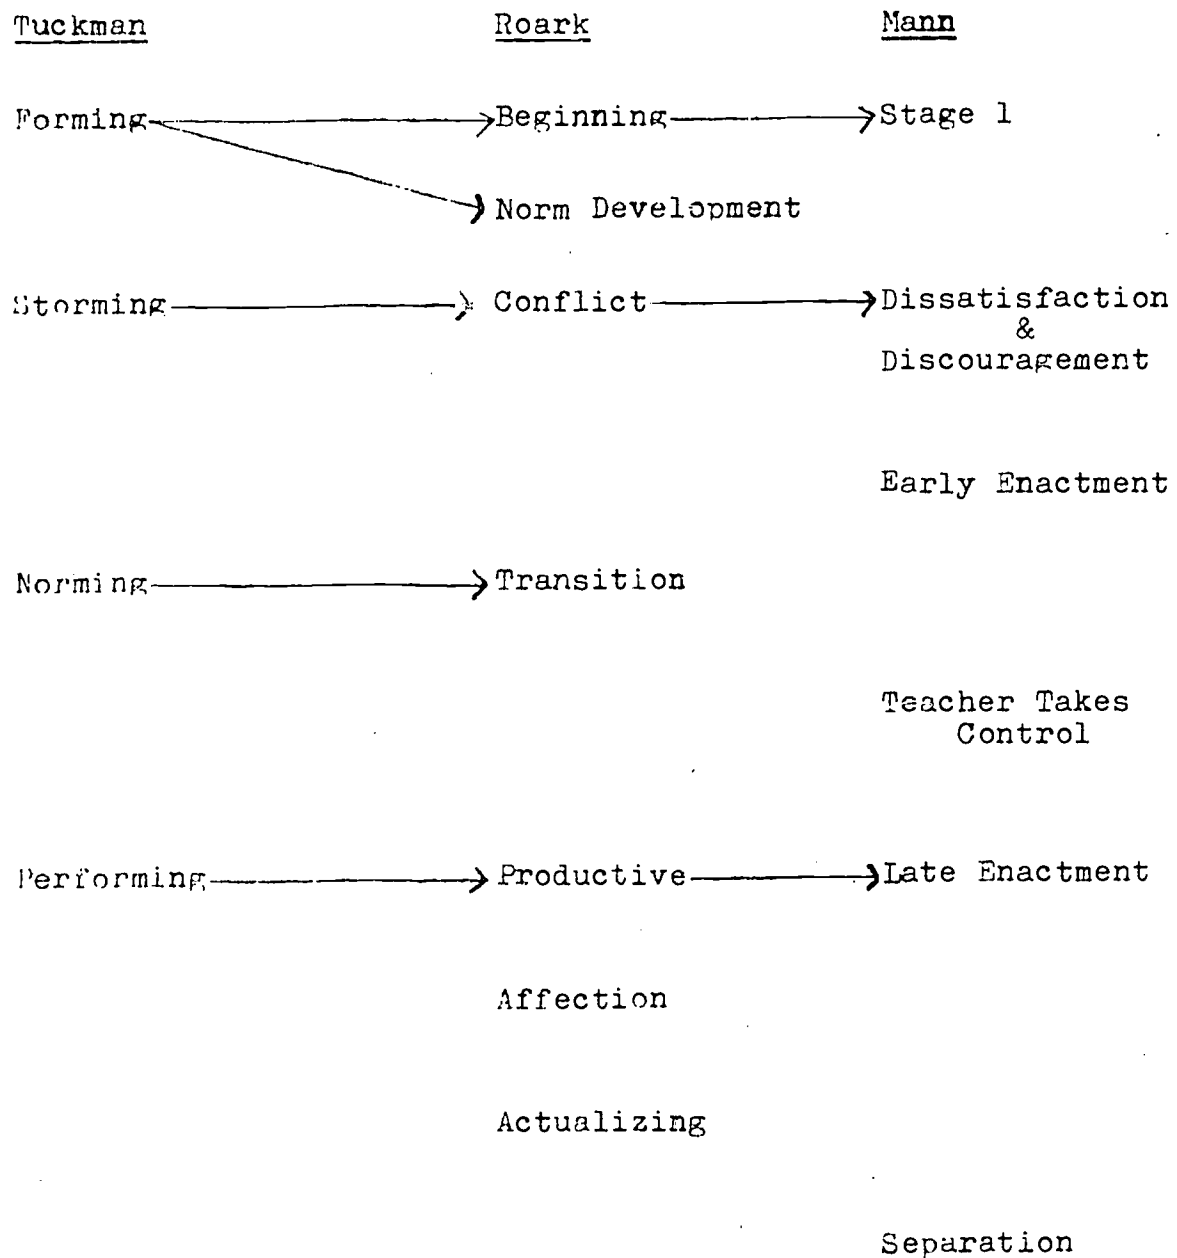 Tuckman Roark Mann
Forming Beginning Stage 1
Norm Development
Storming Conflict Dissatisfaction
&
Discouragement
Early Enactment
Norming Transition
Teacher Takes
Control
Performing Productive Late Enactment
Affection
Actualizing
Separation